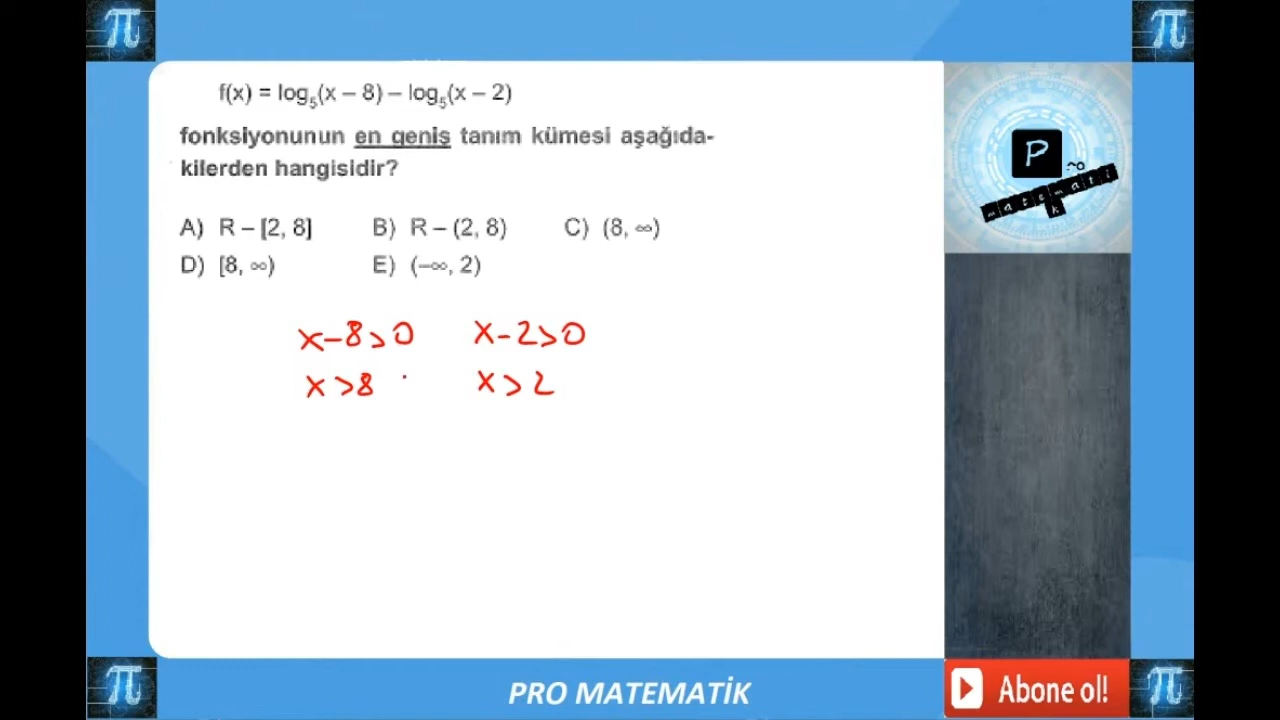 f(x) = log₅(x – 8) – log₅(x – 2)
fonksiyonunun en geniş tanım kümesi aşağıda-
kilerden hangisidir?
A) R – [2, 8] B) R – (2, 8) C) (8, ∞)
D) [8, ∞) E) (–∞, 2)
x-8>0 x-2>0
x>8 x>2
P
matematik
PRO MATEMATİK
Abone ol!